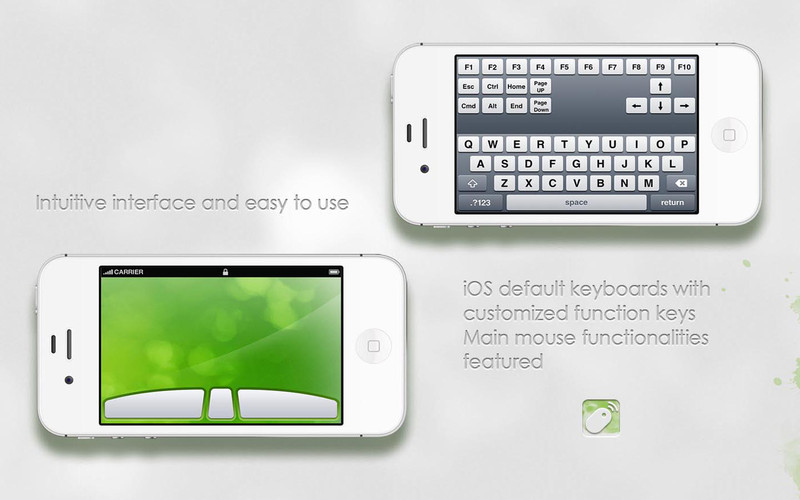 F1 F2 F3 F4 F5 F6 F7 F8 F9 F10
Esc Ctrl Home Page UP ↑
Cmd Alt End Page Down ← ↓ →
Q W E R T Y U I O P
A S D F G H J K L
Z X C V B N M
.?123 space return
Intuitive interface and easy to use
CARRIER
iOS default keyboards with
customized function keys
Main mouse functionalities
featured